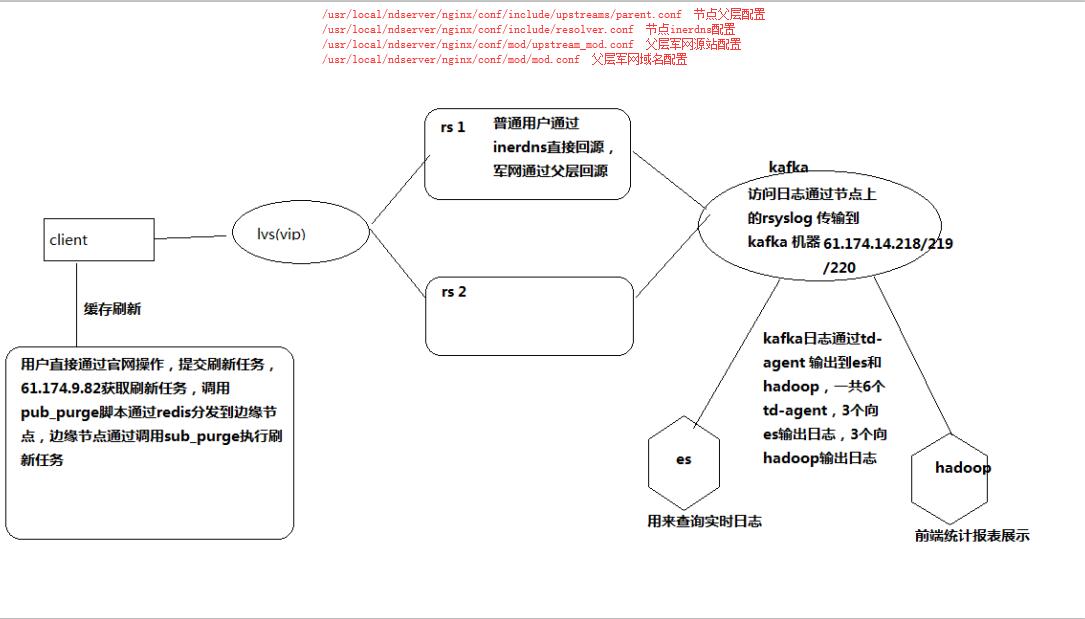 /usr/local/ndserver/nginx/conf/include/upstreams/parent.conf 节点父层配置
/usr/local/ndserver/nginx/conf/include/resolver.conf 节点inerdns配置
/usr/local/ndserver/nginx/conf/mod/upstream_mod.conf 父层军网源站配置
/usr/local/ndserver/nginx/conf/mod/mod.conf 父层军网域名配置
client
lvs(vip)
rs 1
普通用户通过
inerdns直接回源，
军网通过父层回源
rs 2
kafka
访问日志通过节点上
的rsyslog 传输到
kafka 机器 61.174.14.218/219
/220
缓存刷新
用户直接通过官网操作，提交刷新任务，
61.174.9.82获取刷新任务，调用
pub_purge脚本通过redis分发到边缘节
点，边缘节点通过调用sub_purge执行刷
新任务
kafka日志通过td-
agent 输出到es和
hadoop，一共6个
td-agent，3个向
es输出日志，3个向
hadoop输出日志
es
用来查询实时日志
hadoop
前端统计报表展示